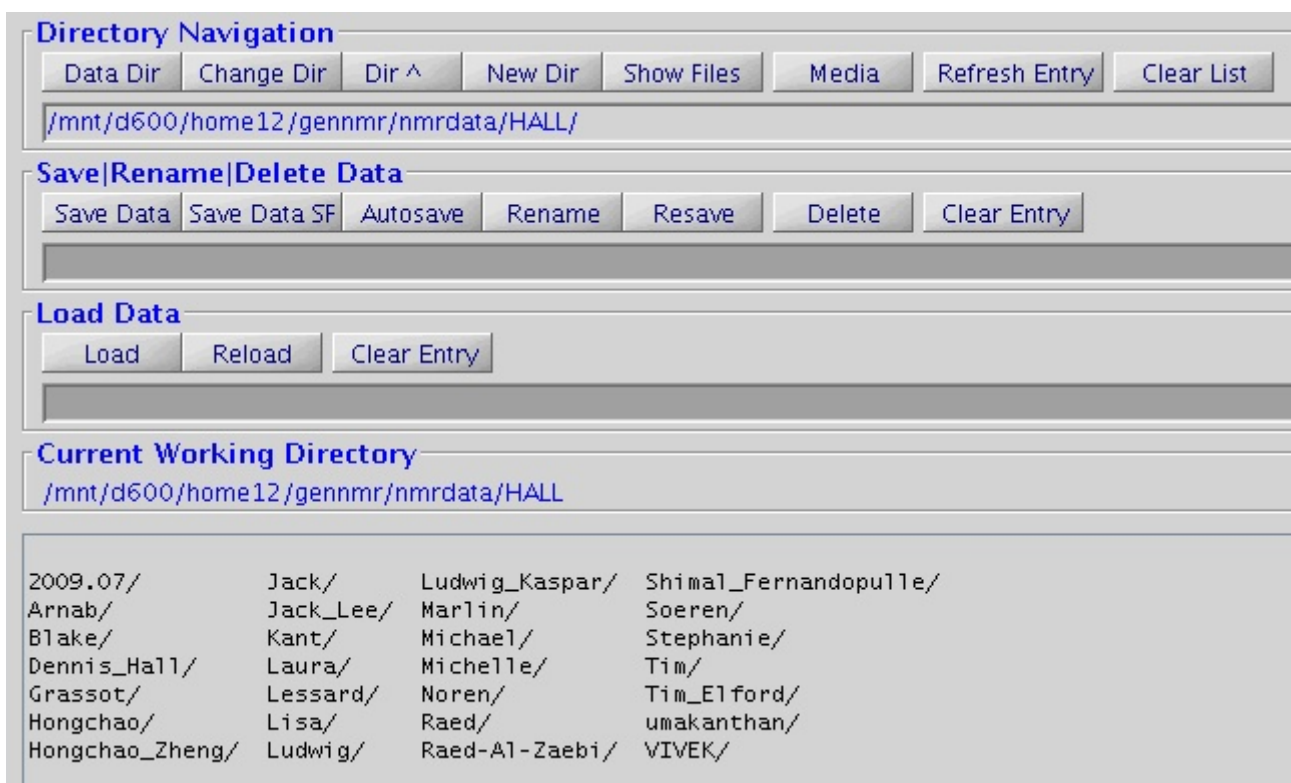 Directory Navigation
Data Dir Change Dir Dir ^ New Dir Show Files Media Refresh Entry Clear List
/mnt/d600/home12/gennmr/nmrdata/HALL/
Save|Rename|Delete Data
Save Data Save Data SF Autosave Rename Resave Delete Clear Entry
Load Data
Load Reload Clear Entry
Current Working Directory
/mnt/d600/home12/gennmr/nmrdata/HALL
2009.07/ Jack/ Ludwig_Kaspar/ Shimal_Fernandopulle/
Arnab/ Jack_Lee/ Marlin/ Soeren/
Blake/ Kant/ Michael/ Stephanie/
Dennis_Hall/ Laura/ Michelle/ Tim/
Grassot/ Lessard/ Noren/ Tim_Elford/
Hongchao/ Lisa/ Raed/ umakanthan/
Hongchao_Zheng/ Ludwig/ Raed-Al-Zaebi/ VIVEK/